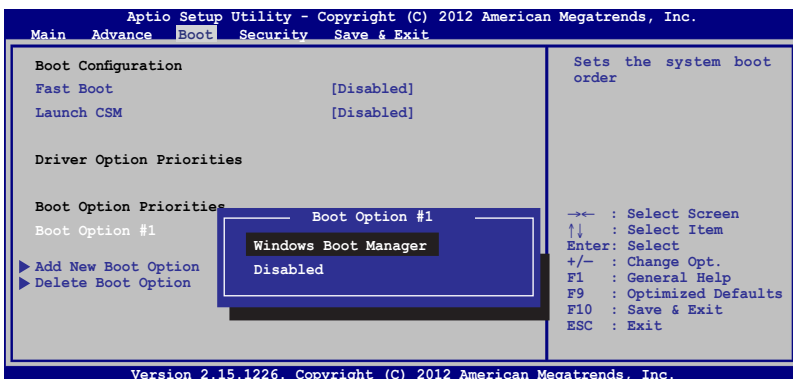 Aptio Setup Utility - Copyright (C) 2012 American Megatrends, Inc.
Main Advance Boot Security Save & Exit
Boot Configuration
Fast Boot [Disabled]
Launch CSM [Disabled]
Driver Option Priorities
Boot Option Priorities
Boot Option #1
Add New Boot Option
Delete Boot Option
Boot Option #1
Windows Boot Manager
Disabled
Sets the system boot
order
→← : Select Screen
↑↓ : Select Item
Enter: Select
+/— : Change Opt.
F1 : General Help
F9 : Optimized Defaults
F10 : Save & Exit
ESC : Exit
Version 2.15.1226. Copyright (C) 2012 American Megatrends, Inc.